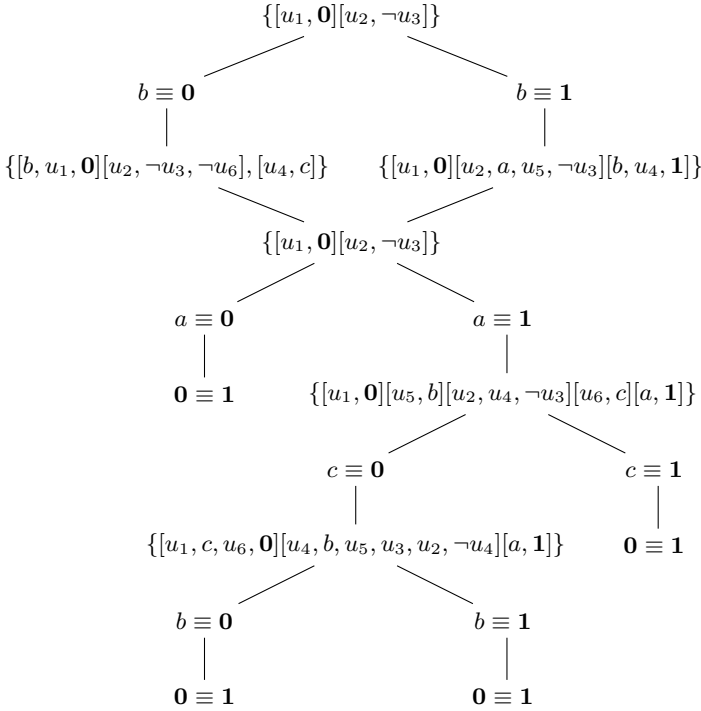 {[u₁, 𝟎][u₂, ¬u₃]}
b ≡ 𝟎 b ≡ 𝟏
{[b, u₁, 𝟎][u₂, ¬u₃, ¬u₆], [u₄, c]} {[u₁, 𝟎][u₂, a, u₅, ¬u₃][b, u₄, 𝟏]}
{[u₁, 𝟎][u₂, ¬u₃]}
a ≡ 𝟎 a ≡ 𝟏
𝟎 ≡ 𝟏 {[u₁, 𝟎][u₅, b][u₂, u₄, ¬u₃][u₆, c][a, 𝟏]}
c ≡ 𝟎 c ≡ 𝟏
{[u₁, c, u₆, 𝟎][u₄, b, u₅, u₃, u₂, ¬u₄][a, 𝟏]} 𝟎 ≡ 𝟏
b ≡ 𝟎 b ≡ 𝟏
𝟎 ≡ 𝟏 𝟎 ≡ 𝟏